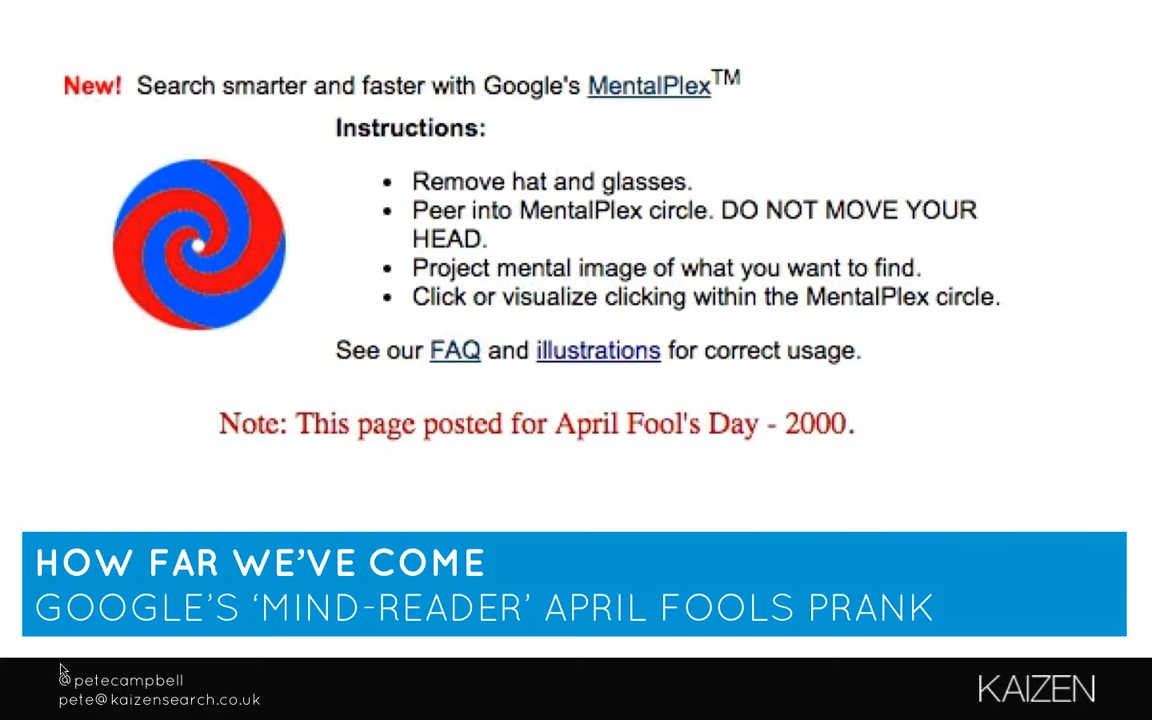 New! Search smarter and faster with Google's MentalPlex™
Instructions:
• Remove hat and glasses.
• Peer into MentalPlex circle. DO NOT MOVE YOUR
HEAD.
• Project mental image of what you want to find.
• Click or visualize clicking within the MentalPlex circle.
See our FAQ and illustrations for correct usage.
Note: This page posted for April Fool's Day - 2000.
HOW FAR WE'VE COME
GOOGLE'S ‘MIND-READER’ APRIL FOOLS PRANK
@petecampbell
pete@kaizensearch.co.uk
KAIZEN